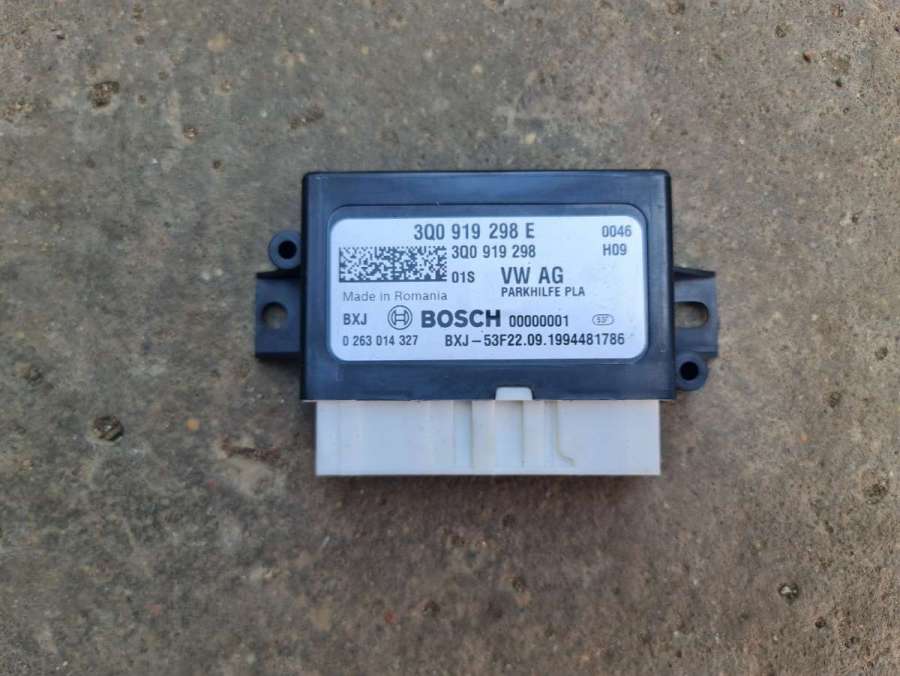 3Q0 919 298 E 0046
3Q0 919 298 H09
01S VW AG
Made in Romania PARKHILFE PLA
BXJ BOSCH 00000001 53F
0 263 014 327 BXJ-53F22.09.1994481786